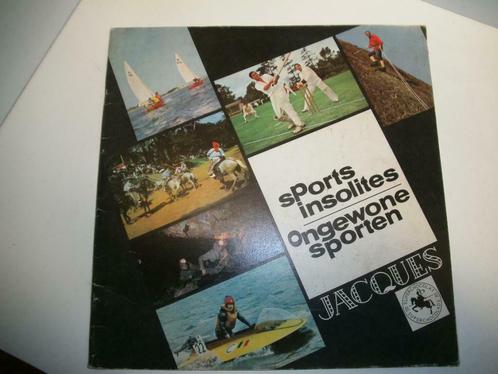 sports
insolites
ongewone
sporten
JACQUES